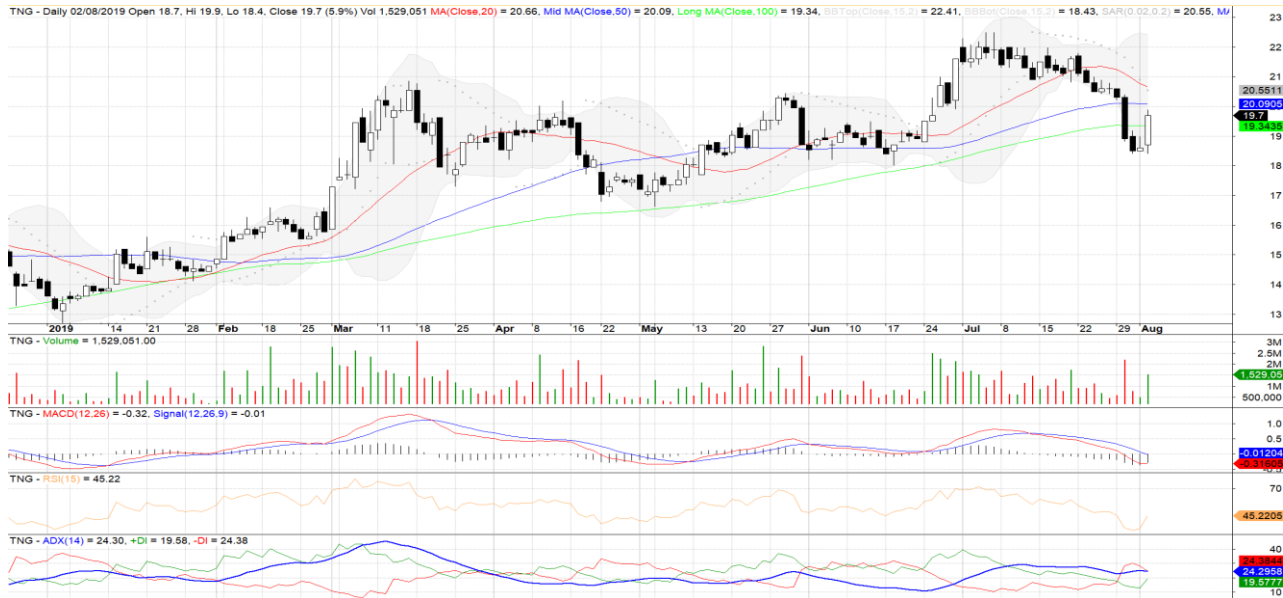 TNG - Daily 02/08/2019 Open 18.7, Hi 19.9, Lo 18.4, Close 19.7 (5.9%) Vol 1,529,051 MA(Close,20) = 20.66, Mid MA(Close,50) = 20.09, Long MA(Close,100) = 19.34, BBTop(Close,15,2) = 22.41, BBBot(Close,15,2) = 18.43, SAR(0.02,0.2) = 20.55,
23
22
21
20.5511
20.0905
19.7
19.3435
19
18
17
16
15
14
13
2019 14 21 28 Feb 18 25 Mar 11 18 25 Apr 8 16 22 May 13 20 27 Jun 10 17 24 Jul 8 15 22 29 Aug
TNG - Volume = 1,529,051.00
3M
2.5M
2M
1,529,05
1M
500,000
TNG - MACD(12,26) = -0.32, Signal(12,26,9) = -0.01
1.0
0.5
-0.01204
-0.31605
TNG - RSI(15) = 45.22
70
45.2205
TNG - ADX(14) = 24.30, +DI = 19.58, -DI = 24.38
40
24.3844
24.2958
19.5777
10